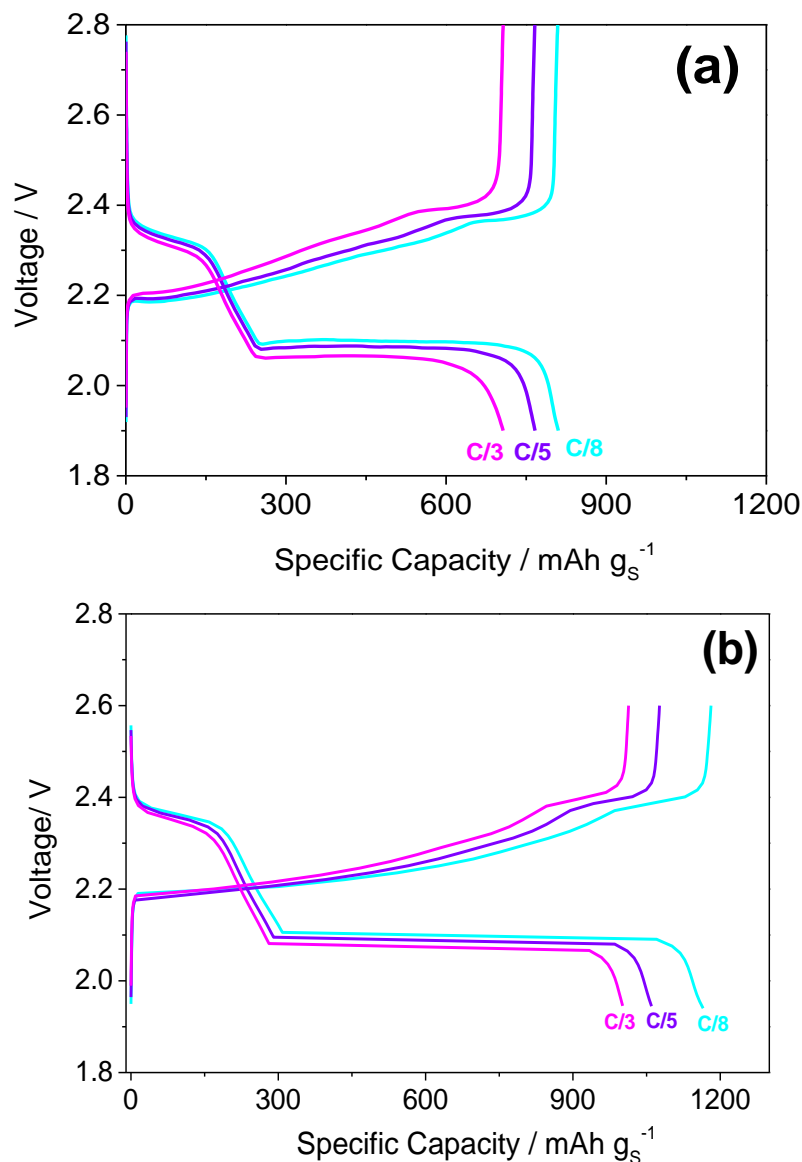 (a)
2.8
2.6
2.4
2.2
2.0
1.8
Voltage / V
C/3 C/5 C/8
0 300 600 900 1200
Specific Capacity / mAh g_S^-1
(b)
2.8
2.6
2.4
2.2
2.0
1.8
Voltage/ V
C/3 C/5 C/8
0 300 600 900 1200
Specific Capacity / mAh g_S^-1